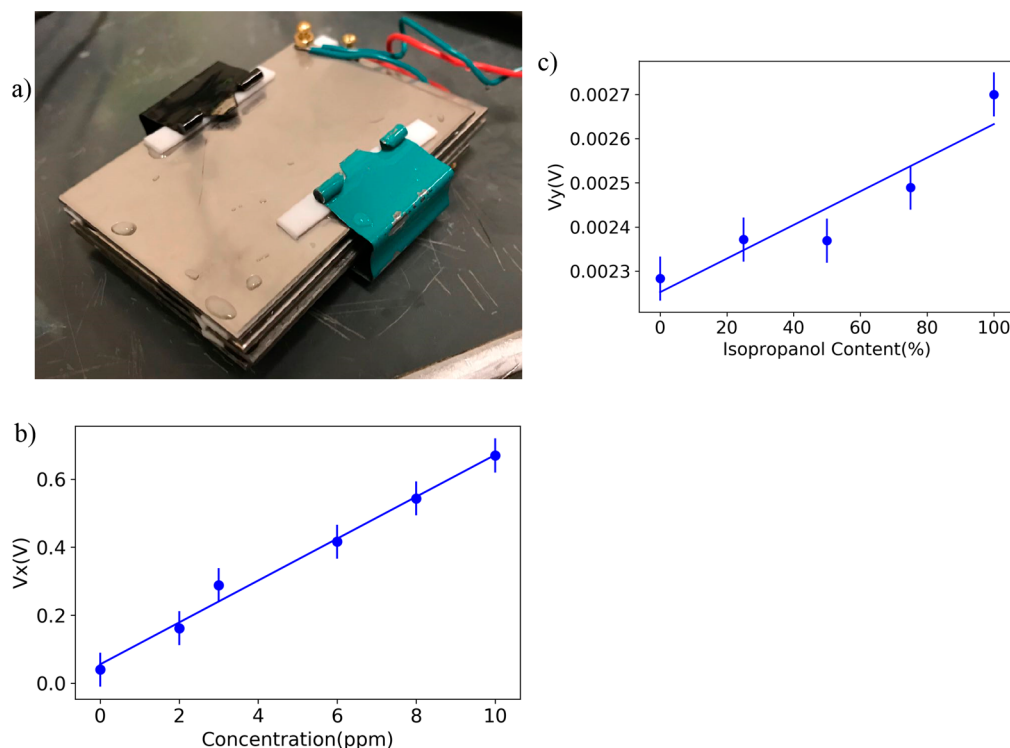 a)
c)
0.0027
0.0026
0.0025
0.0024
0.0023
Vy(V)
0 20 40 60 80 100
Isopropanol Content(%)
b)
0.6
0.4
0.2
0.0
Vx(V)
0 2 4 6 8 10
Concentration(ppm)